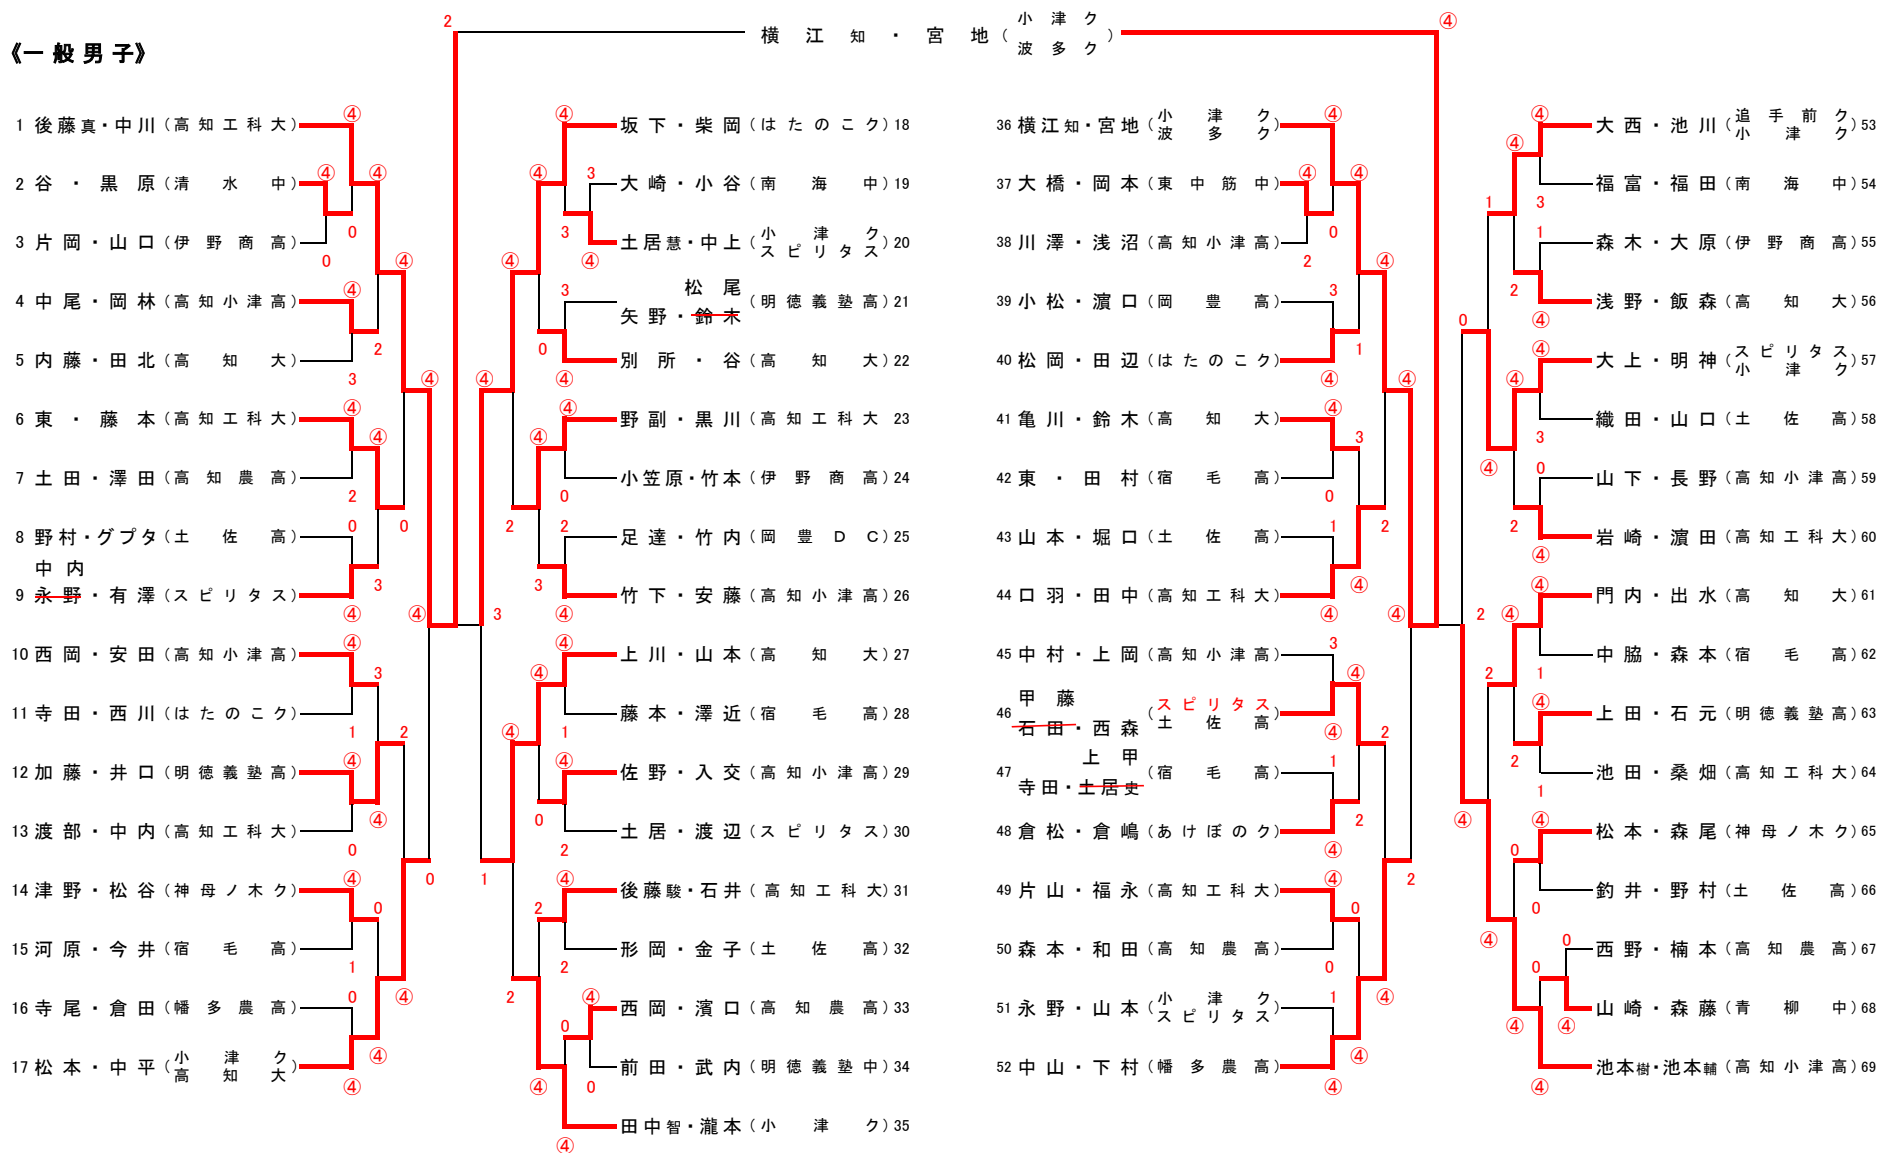 《一般男子》
横江知・宮地(小津ク 波多ク)
2
④
1 後藤真・中川(高知工科大)
2 谷・黒原(清水中)
3 片岡・山口(伊野商高)
4 中尾・岡林(高知小津高)
5 内藤・田北(高知大)
6 東・藤本(高知工科大)
7 土田・澤田(高知農高)
8 野村・グプタ(土佐高)
中内
9 永野・有澤(スピリタス)
10 西岡・安田(高知小津高)
11 寺田・西川(はたのこク)
12 加藤・井口(明徳義塾高)
13 渡部・中内(高知工科大)
14 津野・松谷(神母ノ木ク)
15 河原・今井(宿毛高)
16 寺尾・倉田(幡多農高)
17 松本・中平(小津ク 高知大)
坂下・柴岡(はたのこク)18
大崎・小谷(南海中)19
土居慧・中上(小津ク スピリタス)20
松尾
矢野・鈴木(明徳義塾高)21
別所・谷(高知大)22
野副・黒川(高知工科大 23
小笠原・竹本(伊野商高)24
足達・竹内(岡豊DC)25
竹下・安藤(高知小津高)26
上川・山本(高知大)27
藤本・澤近(宿毛高)28
佐野・入交(高知小津高)29
土居・渡辺(スピリタス)30
後藤駿・石井(高知工科大)31
形岡・金子(土佐高)32
西岡・濱口(高知農高)33
前田・武内(明徳義塾中)34
田中智・瀧本(小津ク)35
36 横江知・宮地(小津ク 波多ク)
37 大橋・岡本(東中筋中)
38 川澤・浅沼(高知小津高)
39 小松・濵口(岡豊高)
40 松岡・田辺(はたのこク)
41 亀川・鈴木(高知大)
42 東・田村(宿毛高)
43 山本・堀口(土佐高)
44 口羽・田中(高知工科大)
45 中村・上岡(高知小津高)
甲藤
46 石田・西森(スピリタス 土佐高)
上甲
47 寺田・土居史(宿毛高)
48 倉松・倉嶋(あけぼのク)
49 片山・福永(高知工科大)
50 森本・和田(高知農高)
51 永野・山本(小津ク スピリタス)
52 中山・下村(幡多農高)
大西・池川(追手前ク 小津ク)53
福富・福田(南海中)54
森木・大原(伊野商高)55
浅野・飯森(高知大)56
大上・明神(スピリタス 小津ク)57
織田・山口(土佐高)58
山下・長野(高知小津高)59
岩崎・濵田(高知工科大)60
門内・出水(高知大)61
中脇・森本(宿毛高)62
上田・石元(明徳義塾高)63
池田・桑畑(高知工科大)64
松本・森尾(神母ノ木ク)65
釣井・野村(土佐高)66
西野・楠本(高知農高)67
山崎・森藤(青柳中)68
池本樹・池本輔(高知小津高)69